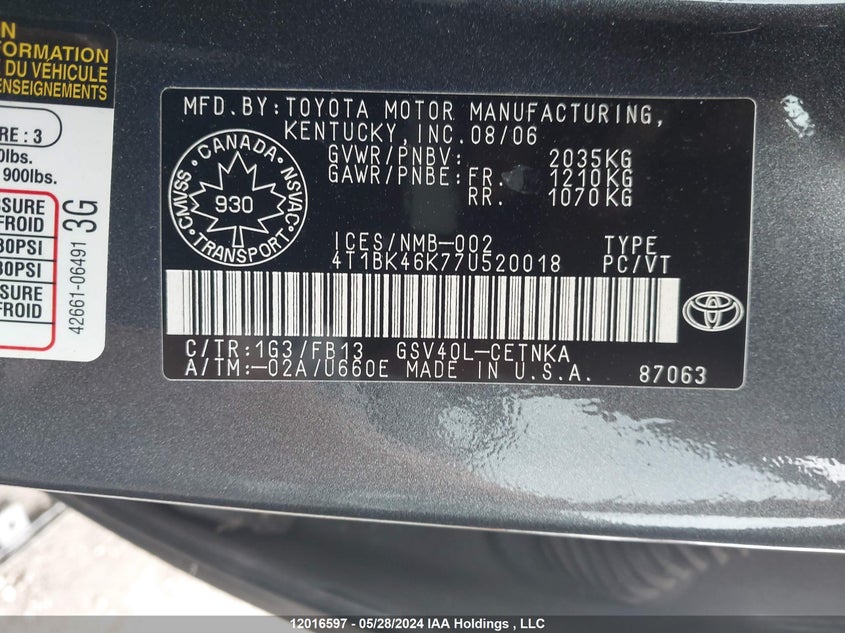 N
FORMATION
DU VÉHICULE
ENSEIGNEMENTS
RE : 3
0lbs.
900lbs.
SSURE
FROID
30PSI
30PSI
SSURE
FROID
42661-06491 3G
MFD.BY:TOYOTA MOTOR MANUFACTURING,
KENTUCKY,INC.08/06
GVWR/PNBV: 2035KG
GAWR/PNBE:FR. 1210KG
RR. 1070KG
CANADA
NSVAC
TRANSPORT
SSMVAC
930
ICES/NMB-002 TYPE
4T1BK46K77U520018 PC/VT
C/TR:1G3/FB13 GSV40L-CETNKA
A/TM:-02A/U660E MADE IN U.S.A. 87063
12016597 - 05/28/2024 IAA Holdings , LLC